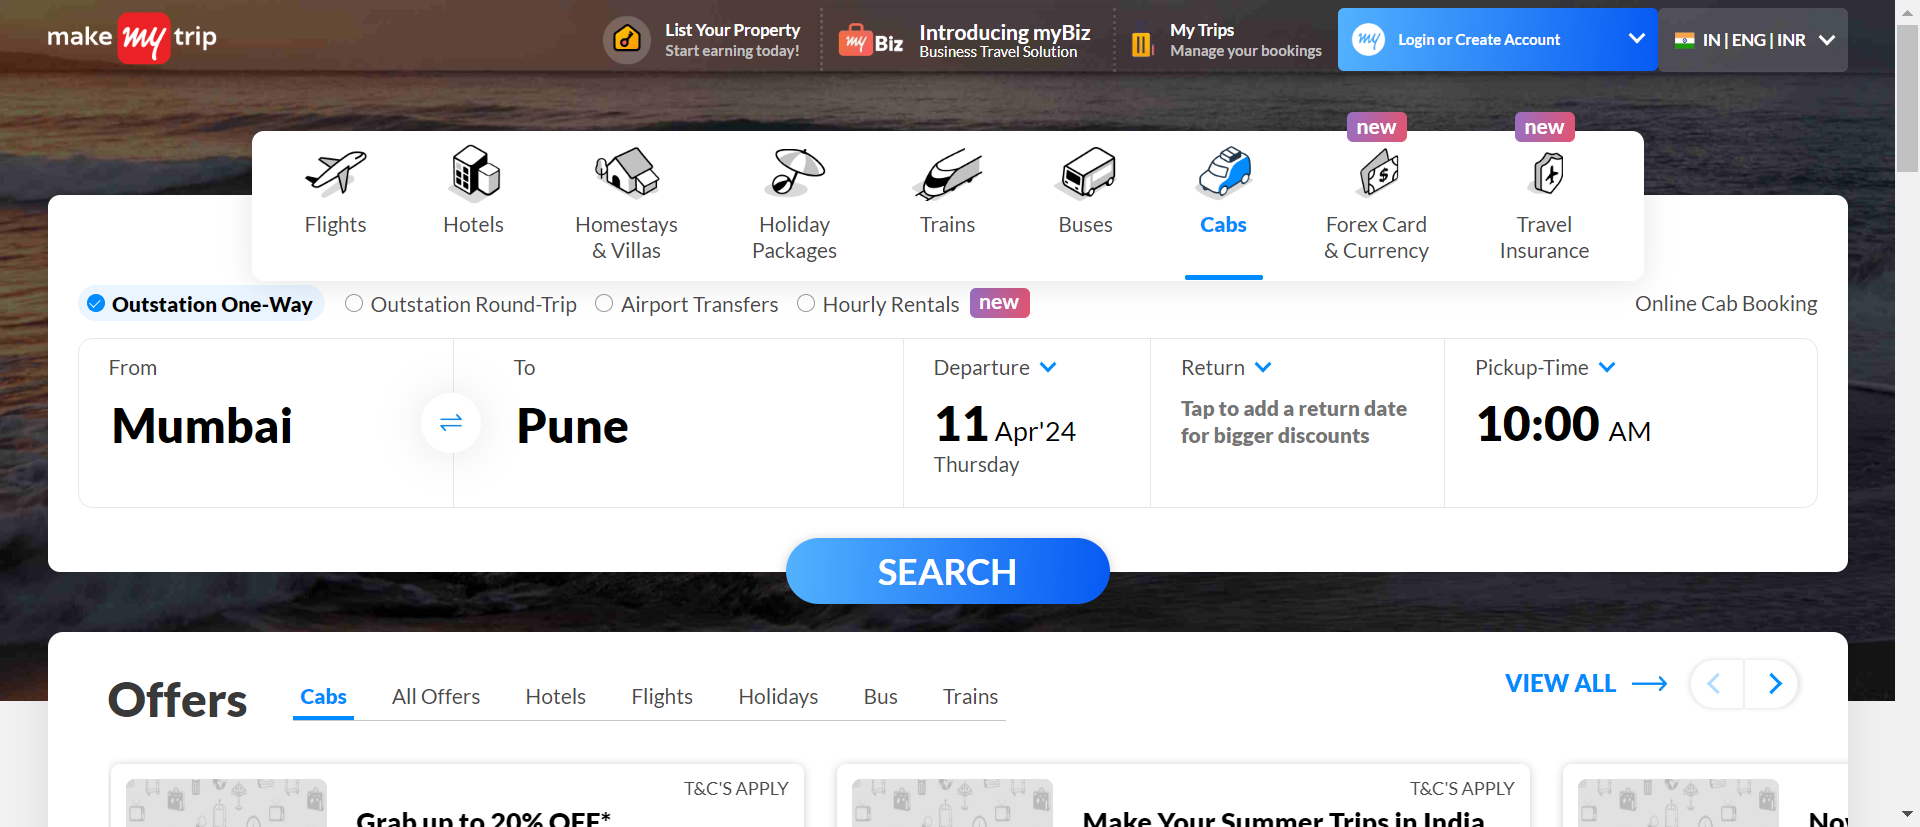 make my trip
List Your Property
Start earning today!
my Biz
Introducing myBiz
Business Travel Solution
My Trips
Manage your bookings
my
Login or Create Account
IN | ENG | INR
new
new
Flights
Hotels
Homestays
& Villas
Holiday
Packages
Trains
Buses
Cabs
Forex Card
& Currency
Travel
Insurance
Outstation One-Way
Outstation Round-Trip
Airport Transfers
Hourly Rentals
new
Online Cab Booking
From
Mumbai
To
Pune
Departure
11 Apr'24
Thursday
Return
Tap to add a return date
for bigger discounts
Pickup-Time
10:00 AM
SEARCH
Offers
Cabs
All Offers
Hotels
Flights
Holidays
Bus
Trains
VIEW ALL
T&C'S APPLY
Grab up to 20% OFF*
T&C'S APPLY
Make Your Summer Trips in India